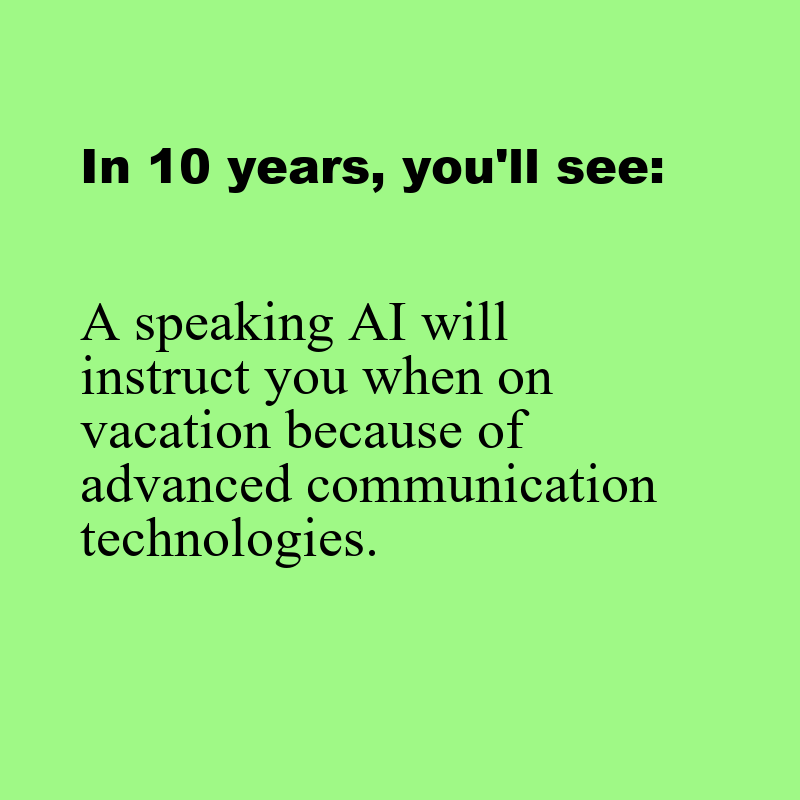 In 10 years, you'll see:
A speaking AI will
instruct you when on
vacation because of
advanced communication
technologies.